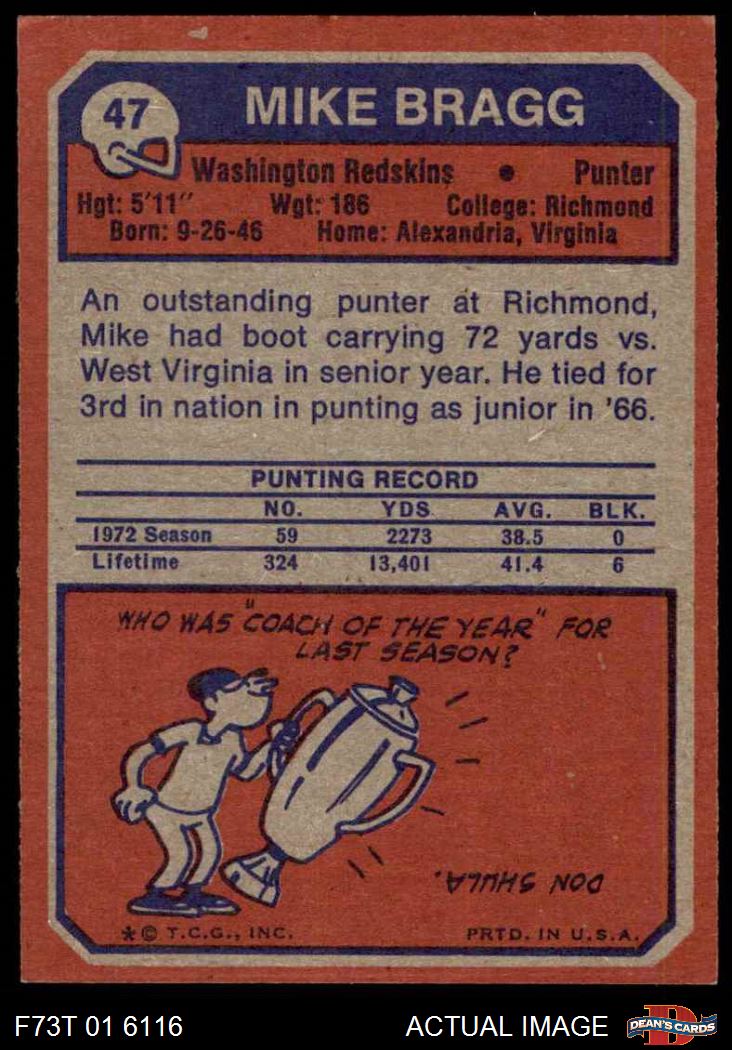 47
MIKE BRAGG
Washington Redskins • Punter
Hgt: 5'11" Wgt: 186 College: Richmond
Born: 9-26-46 Home: Alexandria, Virginia
An outstanding punter at Richmond,
Mike had boot carrying 72 yards vs.
West Virginia in senior year. He tied for
3rd in nation in punting as junior in '66.
PUNTING RECORD
NO. YDS. AVG. BLK.
1972 Season 59 2273 38.5 0
Lifetime 324 13,401 41.4 6
WHO WAS "COACH OF THE YEAR" FOR
LAST SEASON?
DON SHULA.
* © T.C.G., INC. PRTD. IN U.S.A.
F73T 01 6116 ACTUAL IMAGE D DEAN'S CARDS